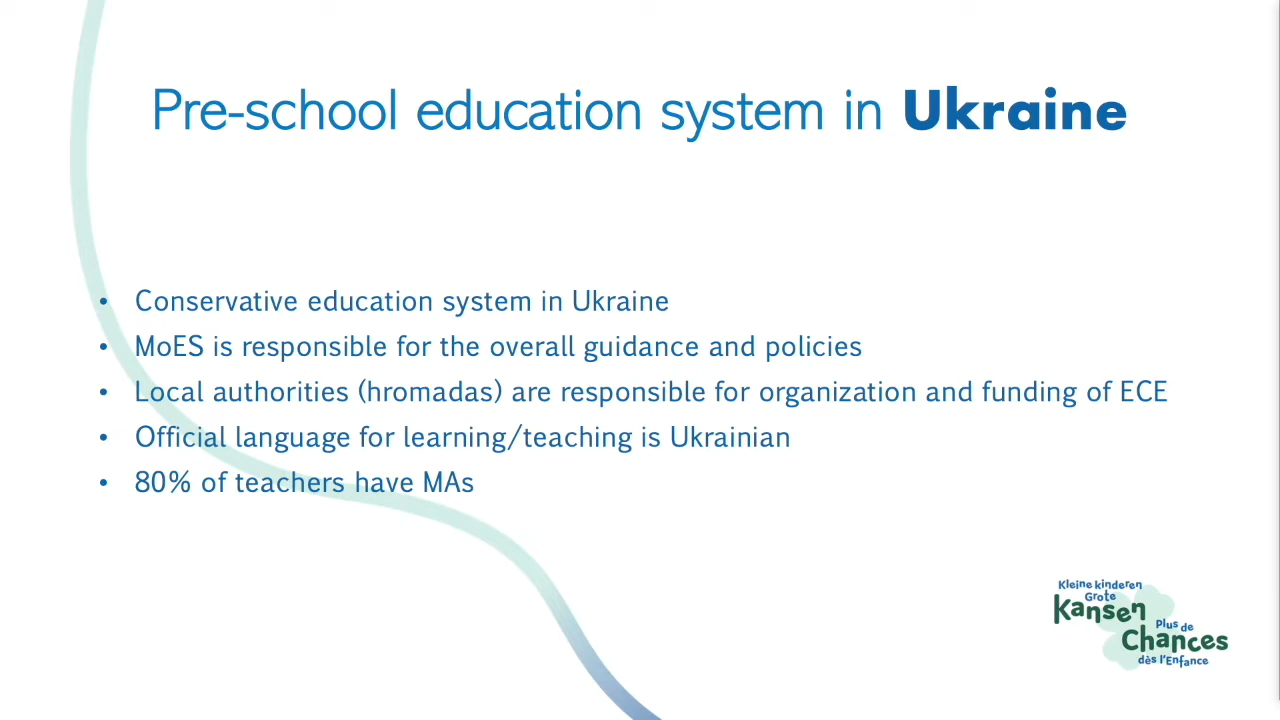 Pre-school education system in Ukraine
• Conservative education system in Ukraine
• MoES is responsible for the overall guidance and policies
• Local authorities (hromadas) are responsible for organization and funding of ECE
• Official language for learning/teaching is Ukrainian
• 80% of teachers have MAs
Kleine kinderen
Grote
Kansen
Plus de
Chances
dès l'Enfance